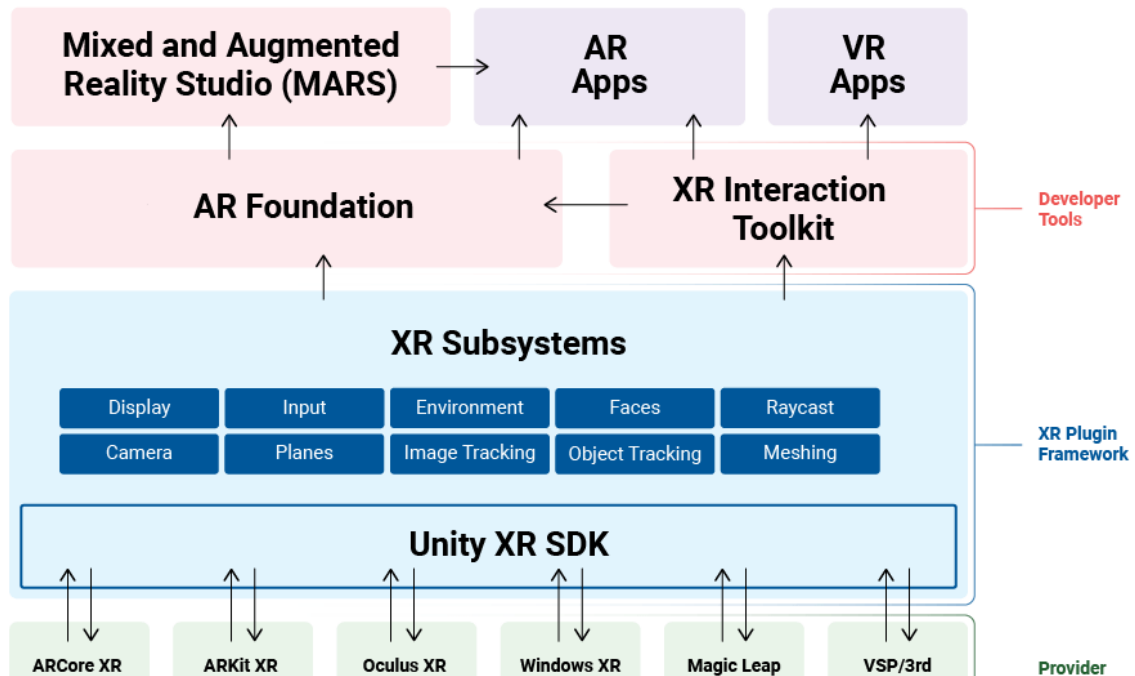 Mixed and Augmented
Reality Studio (MARS)
AR
Apps
VR
Apps
AR Foundation
XR Interaction
Toolkit
Developer
Tools
XR Subsystems
Display
Input
Environment
Faces
Raycast
Camera
Planes
Image Tracking
Object Tracking
Meshing
XR Plugin
Framework
Unity XR SDK
ARCore XR
ARKit XR
Oculus XR
Windows XR
Magic Leap
VSP/3rd
Provider